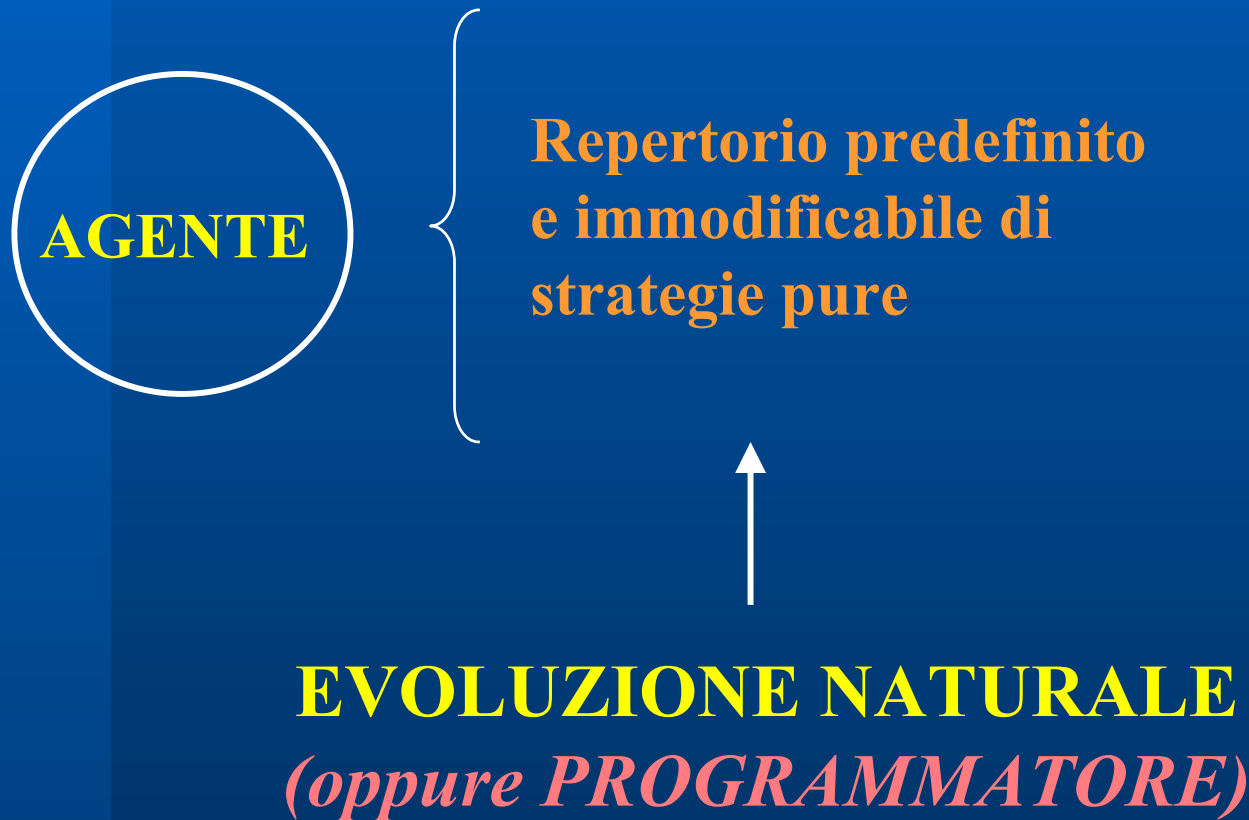 AGENTE
Repertorio predefinito
e immodificabile di
strategie pure
EVOLUZIONE NATURALE
(oppure PROGRAMMATORE)